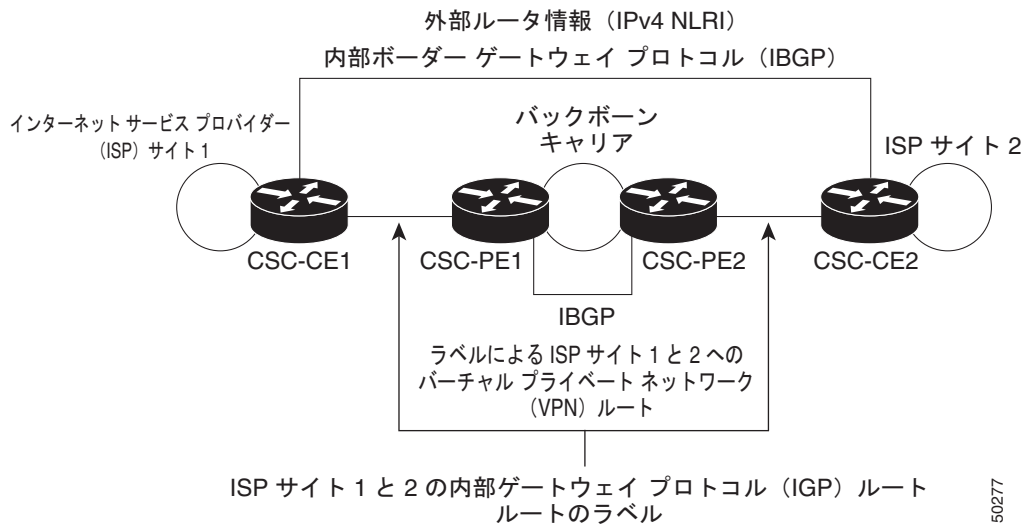 外部ルータ情報（IPv4 NLRI）
内部ボーダー ゲートウェイ プロトコル（IBGP）
インターネット サービス プロバイダー
（ISP）サイト 1
バックボーン
キャリア
ISP サイト 2
CSC-CE1
CSC-PE1
CSC-PE2
CSC-CE2
IBGP
ラベルによる ISP サイト 1 と 2 への
バーチャル プライベート ネットワーク
（VPN）ルート
ISP サイト 1 と 2 の内部ゲートウェイ プロトコル（IGP）ルート
ルートのラベル
50277